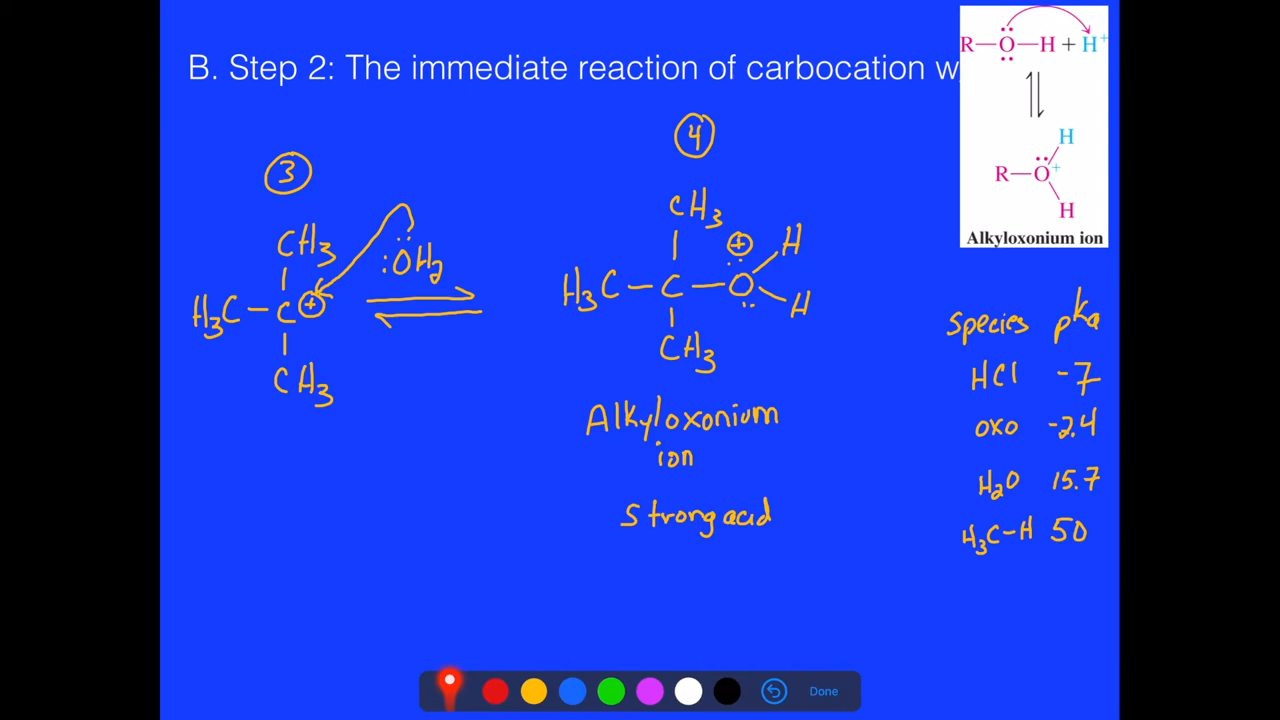 B. Step 2: The immediate reaction of carbocation w
R—O—H + H+
H
R—O+
H
Alkyloxonium ion
3
CH3
H3C—C+
CH3
:OH2
4
CH3
H3C—C—O+
H
H
CH3
Alkyloxonium
ion
Strong acid
Species pka
HCl -7
oxo -2.4
H2O 15.7
H3C-H 50
Done